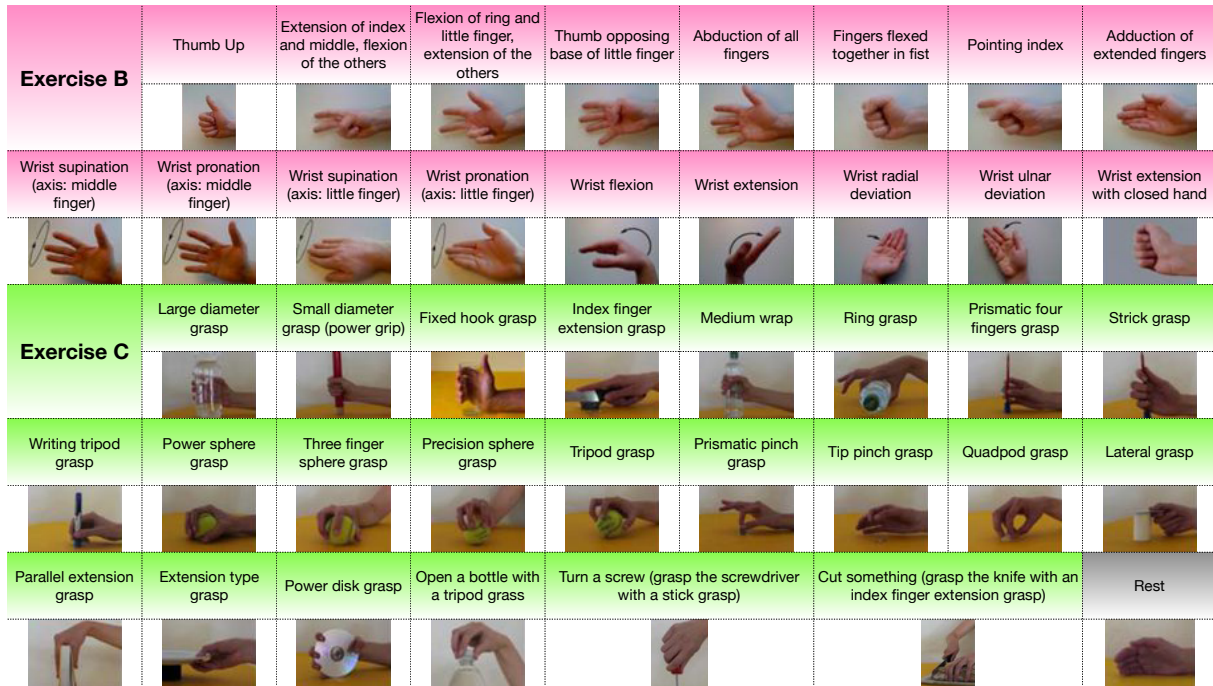 Exercise B
Thumb Up
Extension of index
and middle, flexion
of the others
Flexion of ring and
little finger,
extension of the
others
Thumb opposing
base of little finger
Abduction of all
fingers
Fingers flexed
together in fist
Pointing index
Adduction of
extended fingers
Wrist supination
(axis: middle
finger)
Wrist pronation
(axis: middle
finger)
Wrist supination
(axis: little finger)
Wrist pronation
(axis: little finger)
Wrist flexion
Wrist extension
Wrist radial
deviation
Wrist ulnar
deviation
Wrist extension
with closed hand
Exercise C
Large diameter
grasp
Small diameter
grasp (power grip)
Fixed hook grasp
Index finger
extension grasp
Medium wrap
Ring grasp
Prismatic four
fingers grasp
Strick grasp
Writing tripod
grasp
Power sphere
grasp
Three finger
sphere grasp
Precision sphere
grasp
Tripod grasp
Prismatic pinch
grasp
Tip pinch grasp
Quadpod grasp
Lateral grasp
Parallel extension
grasp
Extension type
grasp
Power disk grasp
Open a bottle with
a tripod grass
Turn a screw (grasp the screwdriver
with a stick grasp)
Cut something (grasp the knife with an
index finger extension grasp)
Rest